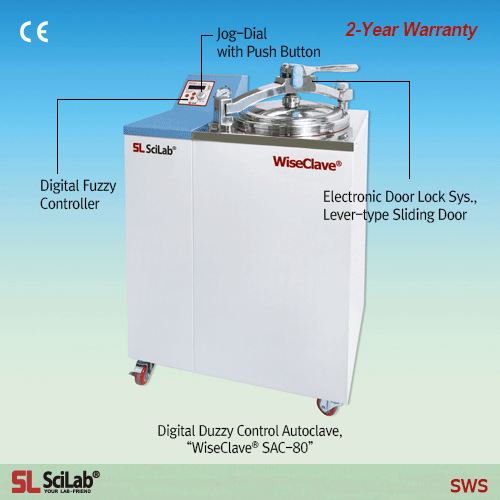 CE
2-Year Warranty
Jog-Dial
with Push Button
SL SciLab®
WiseClave®
Digital Fuzzy
Controller
Electronic Door Lock Sys.,
Lever-type Sliding Door
Digital Duzzy Control Autoclave,
“WiseClave® SAC-80”
SL SciLab®
YOUR LAB-FRIEND
SWS